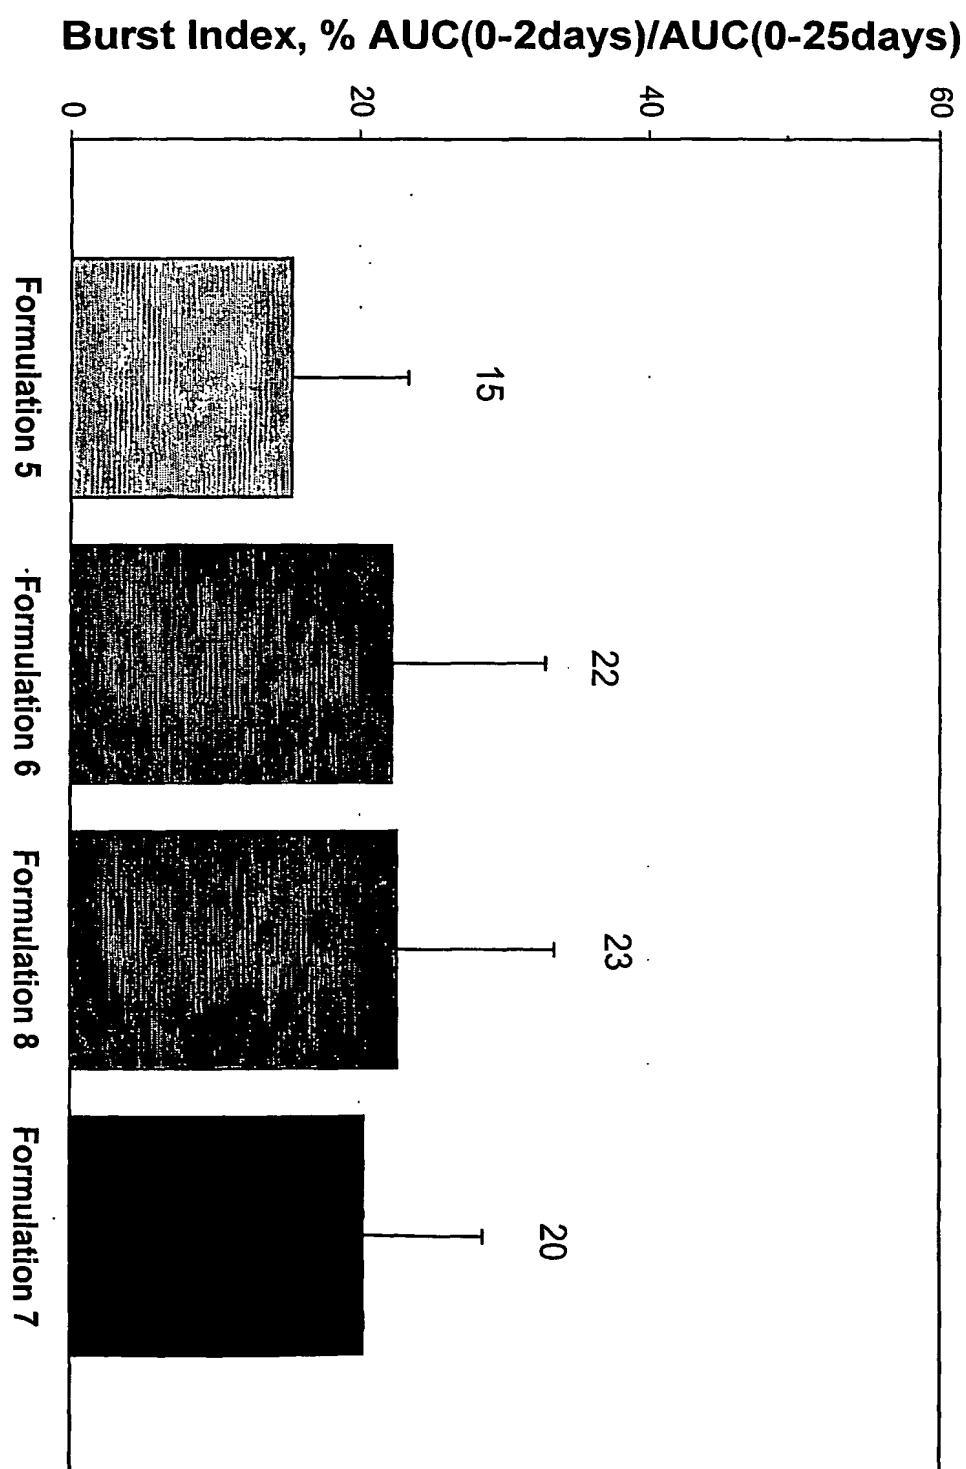 Burst Index, % AUC(0-2days)/AUC(0-25days)
60
40
20
0
15
22
23
20
Formulation 5
Formulation 6
Formulation 8
Formulation 7